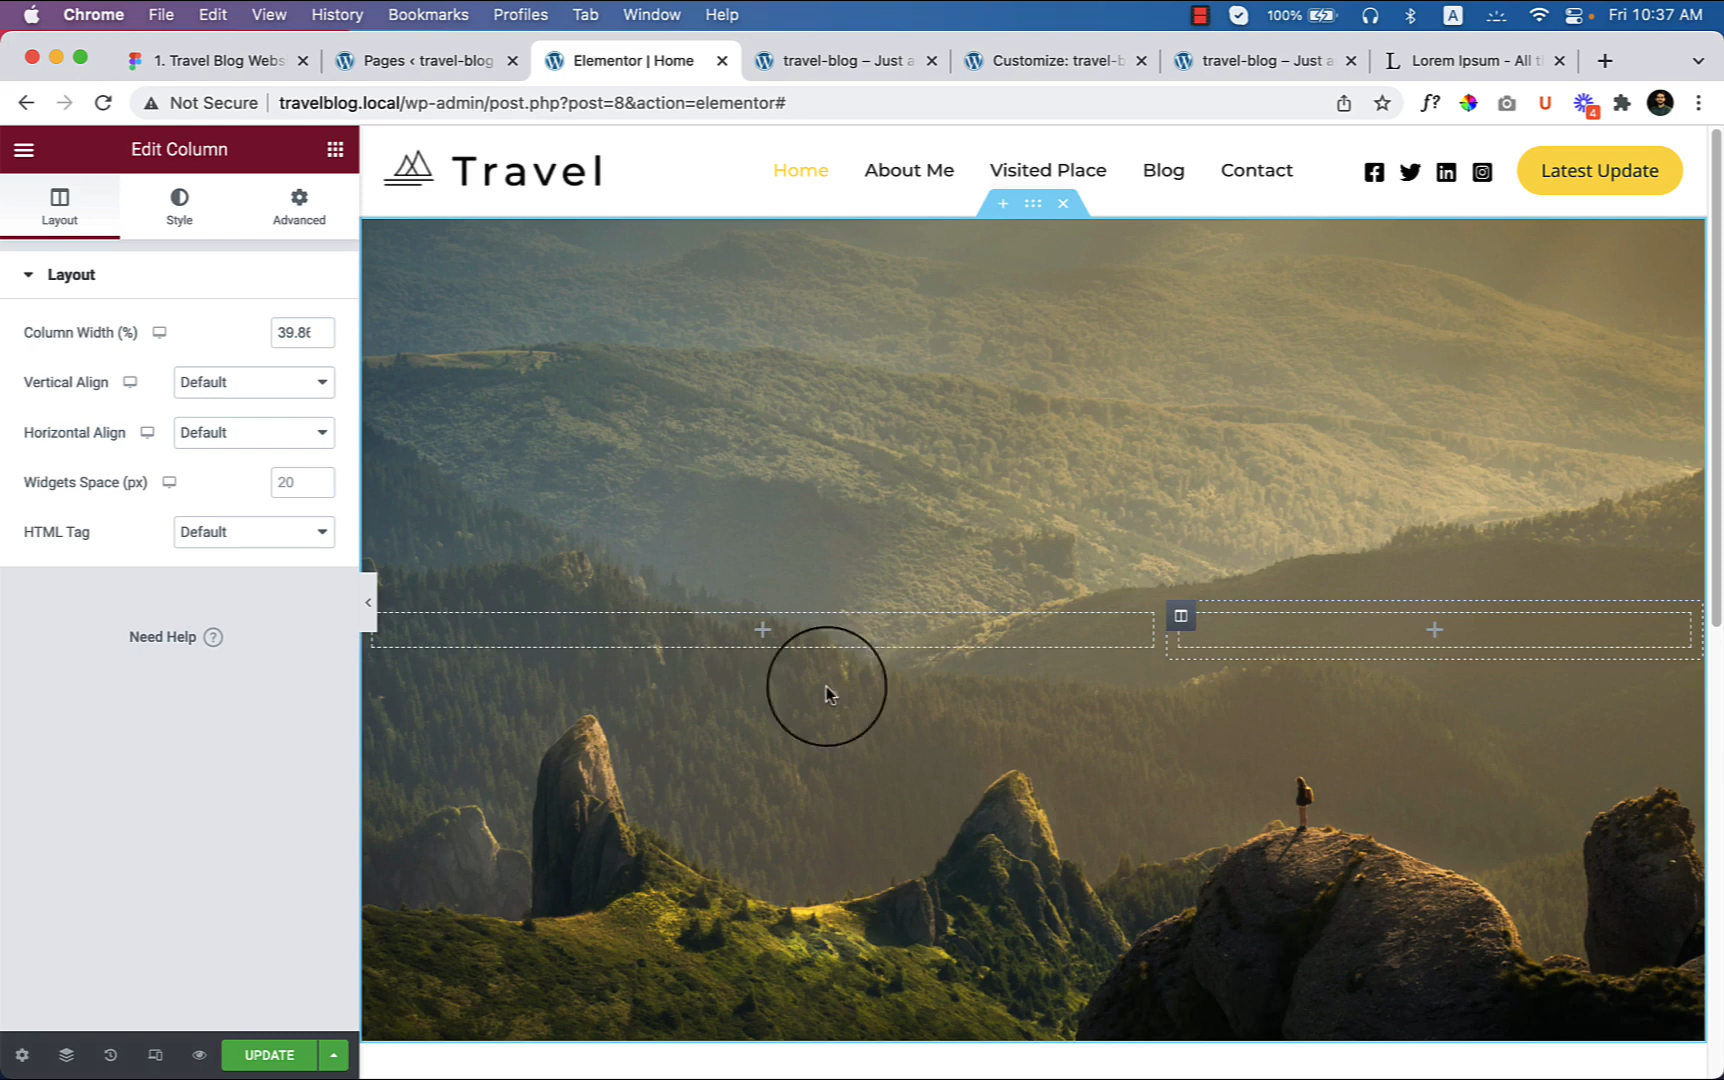 Chrome File Edit View History Bookmarks Profiles Tab Window Help 100% A Fri 10:37 AM
1. Travel Blog Webs Pages ‹ travel-blog Elementor | Home travel-blog – Just a Customize: travel-b travel-blog – Just a L Lorem Ipsum - All t
Not Secure travelblog.local/wp-admin/post.php?post=8&action=elementor# f? U 4
Edit Column
Layout Style Advanced
Layout
Column Width (%) 39.86
Vertical Align Default
Horizontal Align Default
Widgets Space (px) 20
HTML Tag Default
Need Help ?
UPDATE
Travel Home About Me Visited Place Blog Contact Latest Update